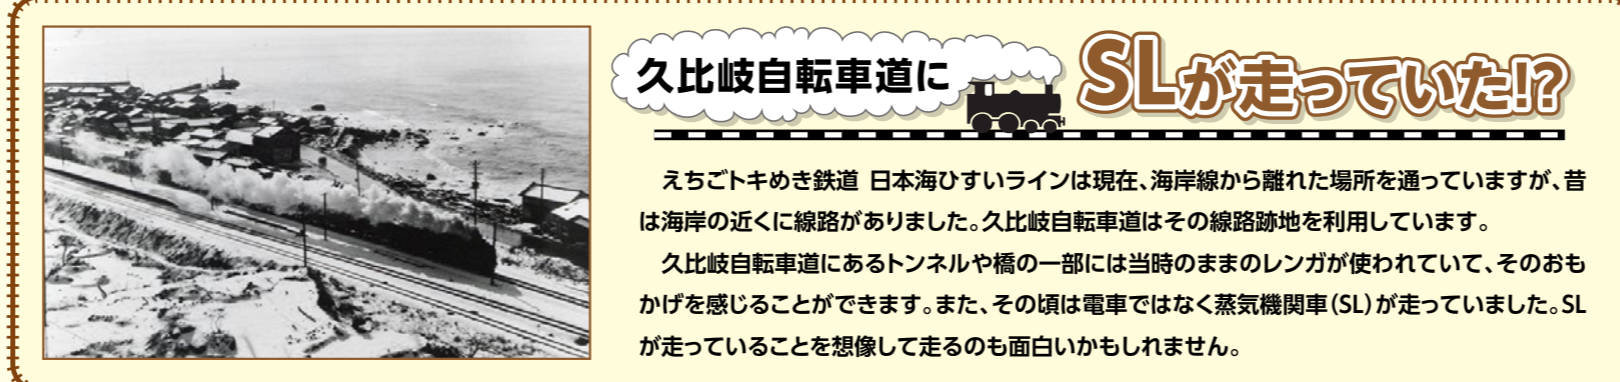 久比岐自転車道に
SLが走っていた!?
えちごトキめき鉄道 日本海ひすいラインは現在、海岸線から離れた場所を通っていますが、昔
は海岸の近くに線路がありました。久比岐自転車道はその線路跡地を利用しています。
久比岐自転車道にあるトンネルや橋の一部には当時のままのレンガが使われていて、そのおも
かげを感じることができます。また、その頃は電車ではなく蒸気機関車(SL)が走っていました。SL
が走っていることを想像して走るのも面白いかもしれません。